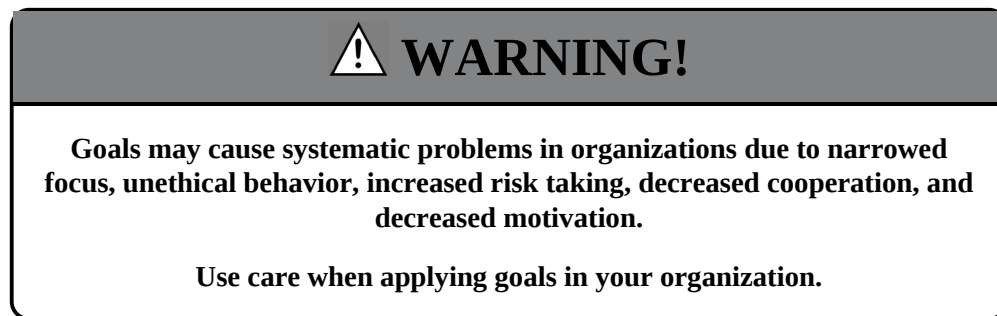 WARNING!
Goals may cause systematic problems in organizations due to narrowed
focus, unethical behavior, increased risk taking, decreased cooperation, and
decreased motivation.
Use care when applying goals in your organization.